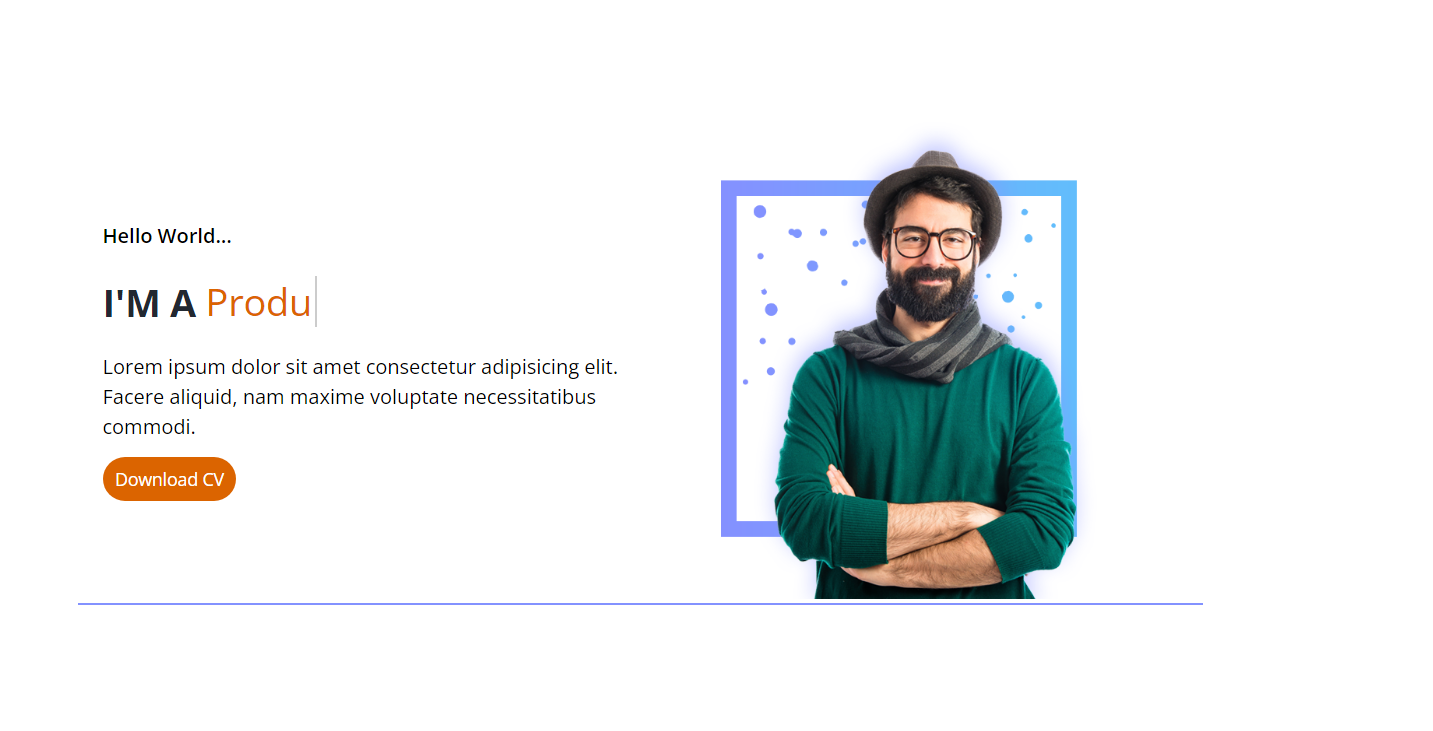 Hello World...
I'M A Produ
Lorem ipsum dolor sit amet consectetur adipisicing elit.
Facere aliquid, nam maxime voluptate necessitatibus
commodi.
Download CV